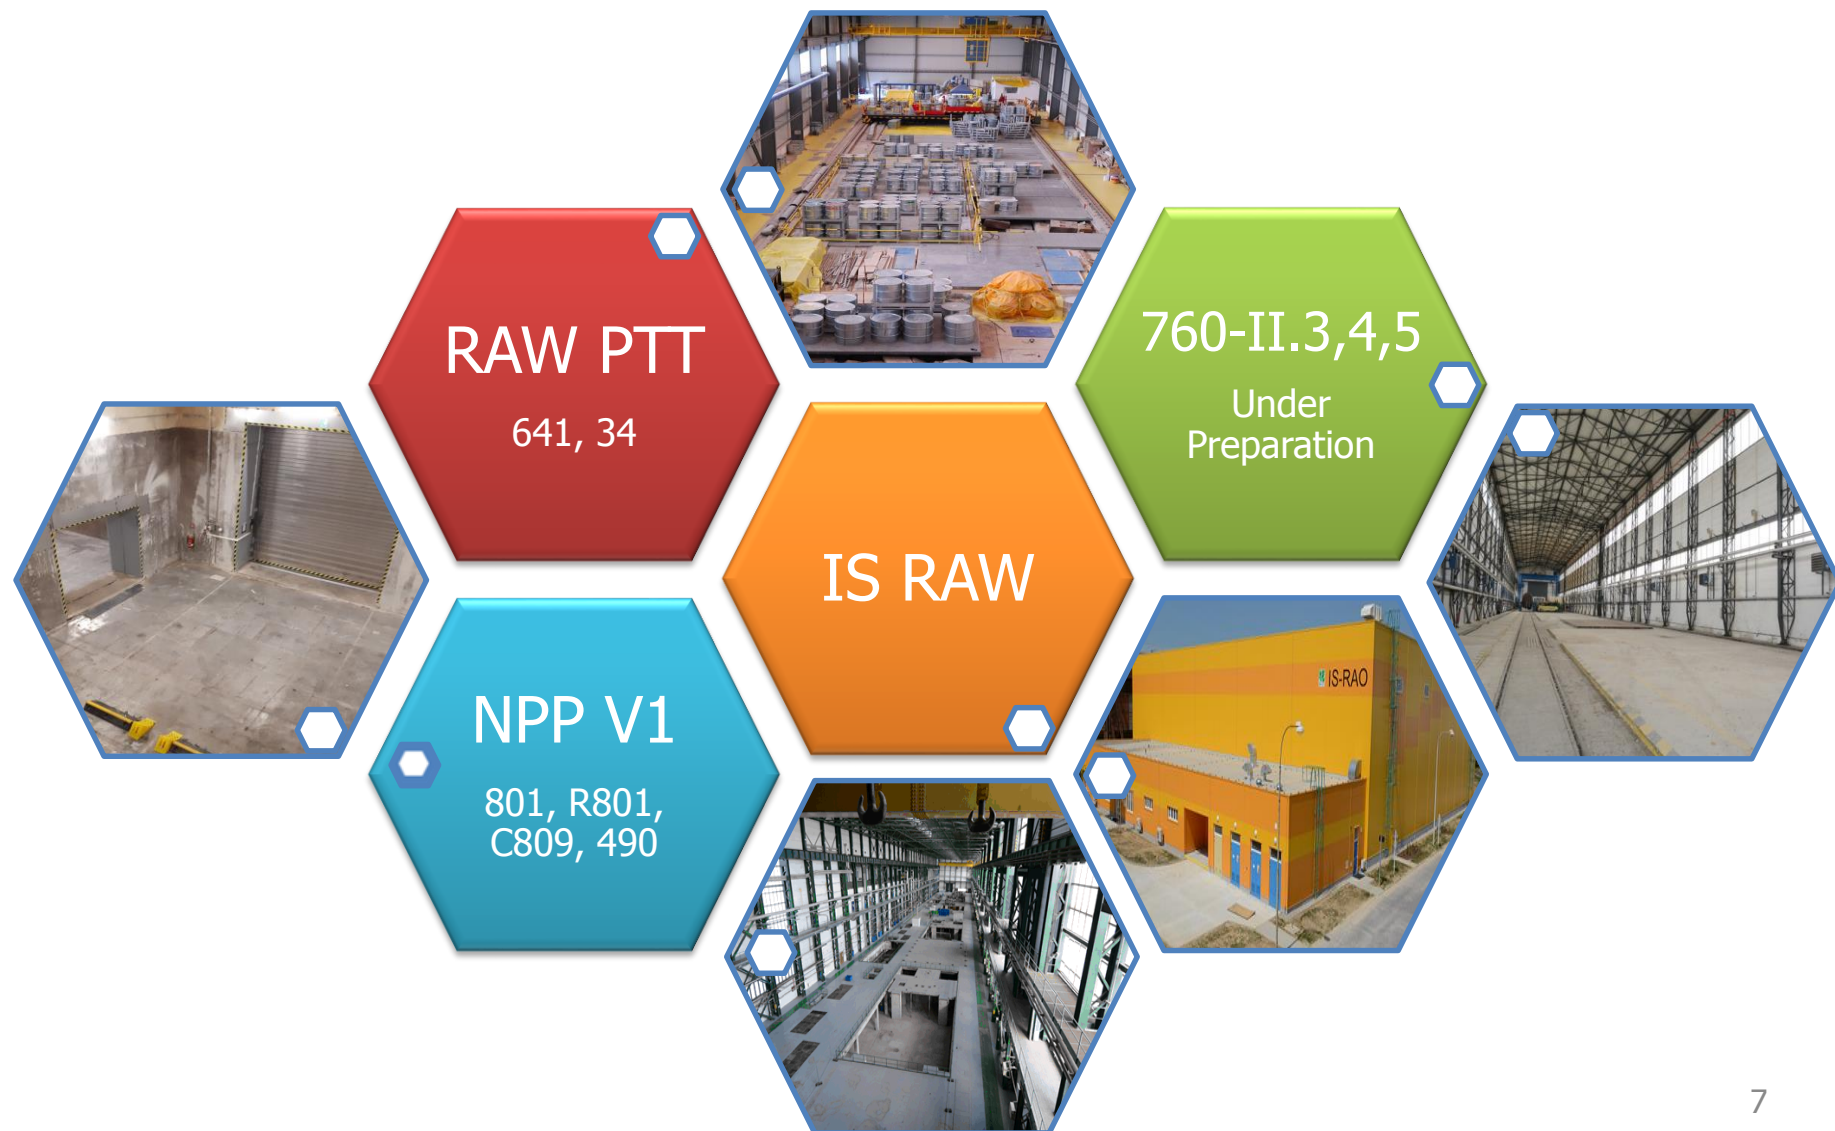 RAW PTT
641, 34
760-II.3,4,5
Under
Preparation
IS RAW
NPP V1
801, R801,
C809, 490
IS-RAO
7